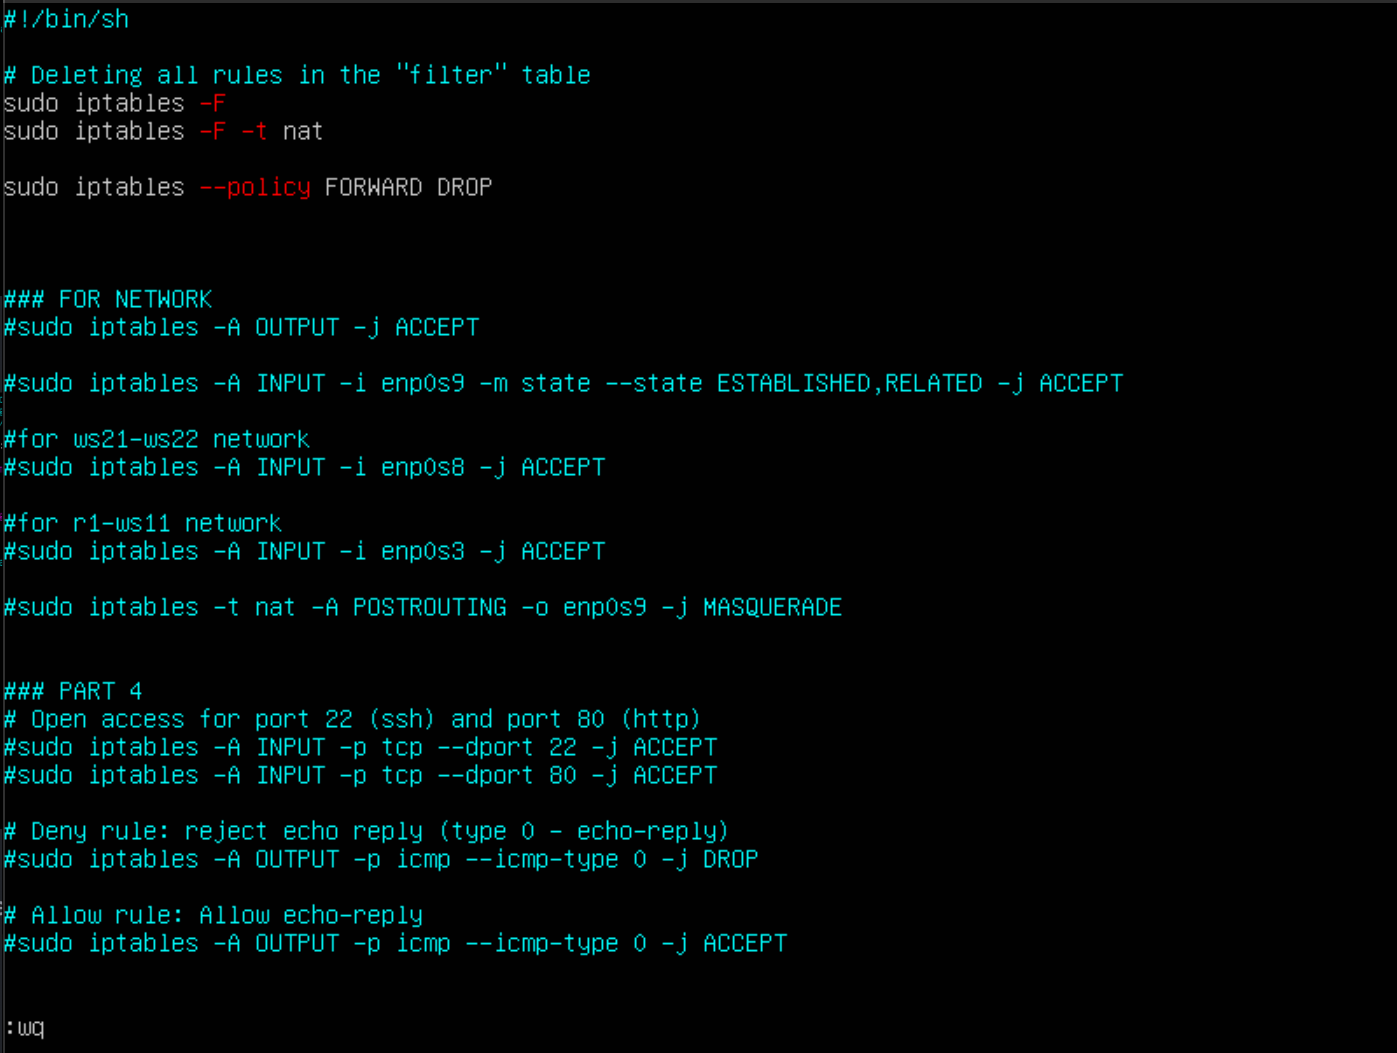 #!/bin/sh
# Deleting all rules in the "filter" table
sudo iptables -F
sudo iptables -F -t nat
sudo iptables --policy FORWARD DROP
### FOR NETWORK
#sudo iptables -A OUTPUT -j ACCEPT
#sudo iptables -A INPUT -i enp0s9 -m state --state ESTABLISHED,RELATED -j ACCEPT
#for ws21-ws22 network
#sudo iptables -A INPUT -i enp0s8 -j ACCEPT
#for r1-ws11 network
#sudo iptables -A INPUT -i enp0s3 -j ACCEPT
#sudo iptables -t nat -A POSTROUTING -o enp0s9 -j MASQUERADE
### PART 4
# Open access for port 22 (ssh) and port 80 (http)
#sudo iptables -A INPUT -p tcp --dport 22 -j ACCEPT
#sudo iptables -A INPUT -p tcp --dport 80 -j ACCEPT
# Deny rule: reject echo reply (type 0 - echo-reply)
#sudo iptables -A OUTPUT -p icmp --icmp-type 0 -j DROP
# Allow rule: Allow echo-reply
#sudo iptables -A OUTPUT -p icmp --icmp-type 0 -j ACCEPT
:wq